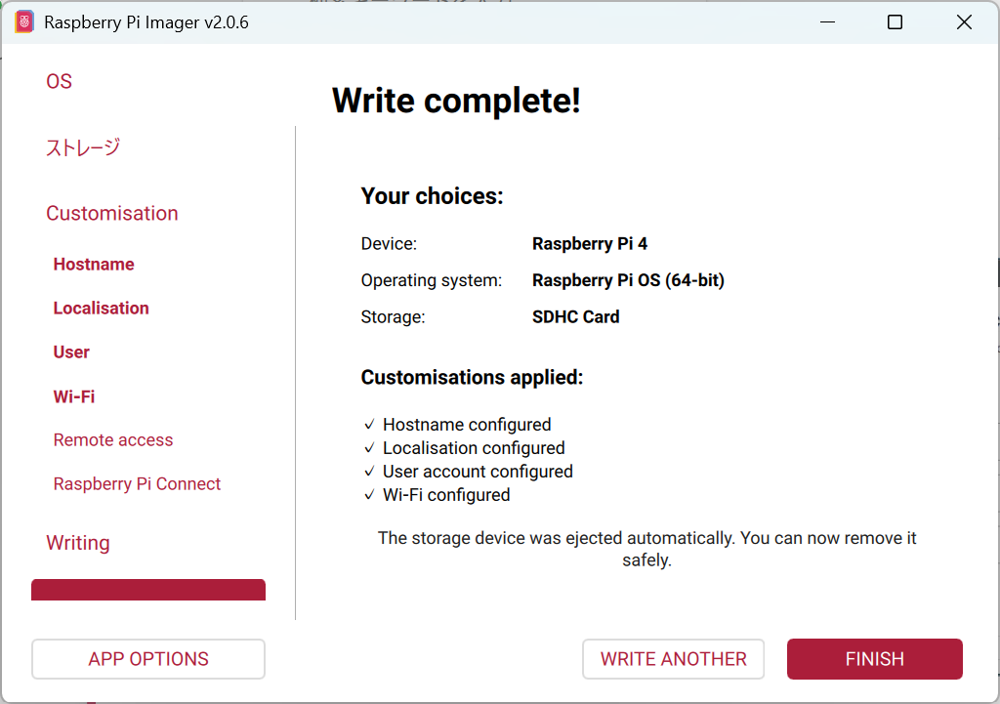 Raspberry Pi Imager v2.0.6
OS
ストレージ
Customisation
Hostname
Localisation
User
Wi-Fi
Remote access
Raspberry Pi Connect
Writing
APP OPTIONS
Write complete!
Your choices:
Device: Raspberry Pi 4
Operating system: Raspberry Pi OS (64-bit)
Storage: SDHC Card
Customisations applied:
✓ Hostname configured
✓ Localisation configured
✓ User account configured
✓ Wi-Fi configured
The storage device was ejected automatically. You can now remove it
safely.
WRITE ANOTHER
FINISH